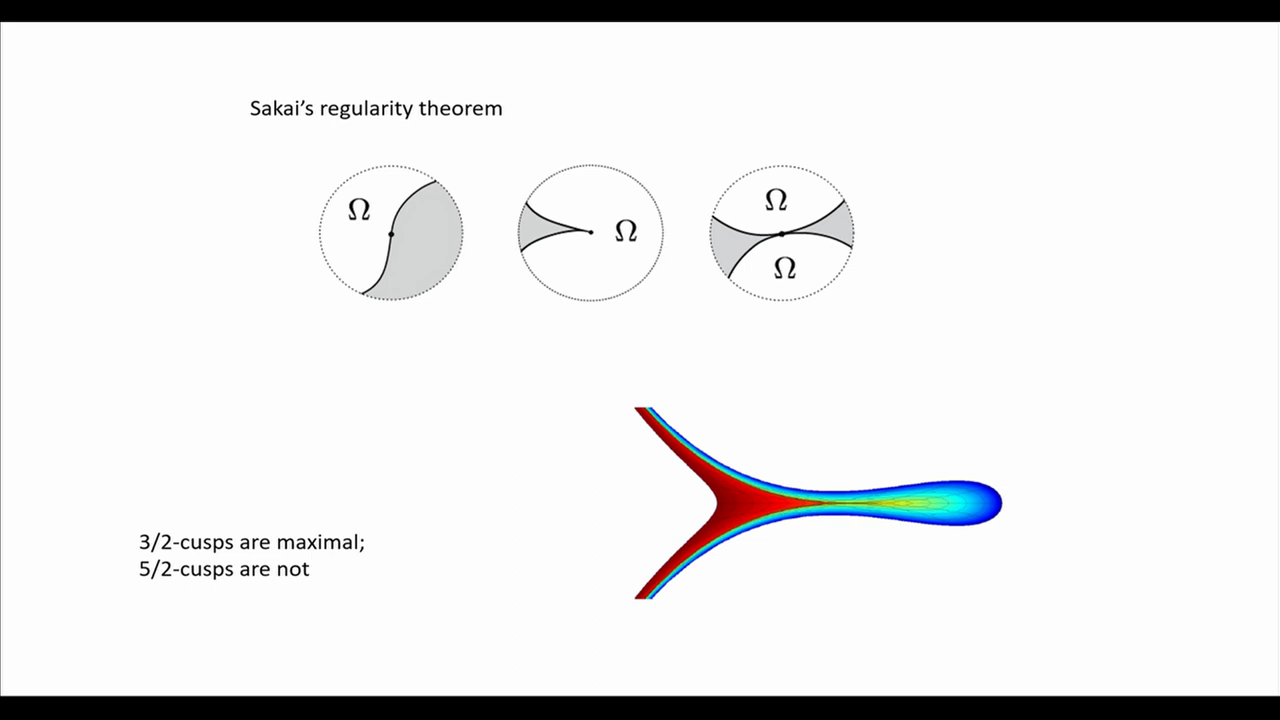 Sakai’s regularity theorem
Ω
Ω
Ω
Ω
3/2-cusps are maximal;
5/2-cusps are not